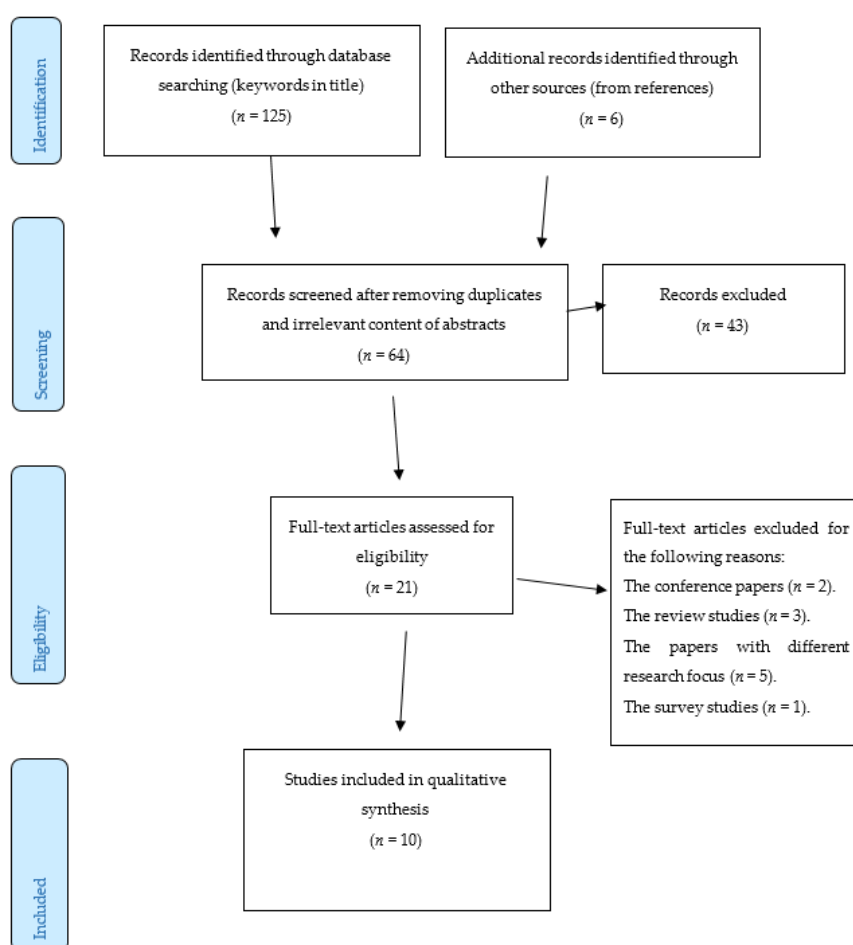 Identification
Records identified through database
searching (keywords in title)
(n = 125)
Additional records identified through
other sources (from references)
(n = 6)
Screening
Records screened after removing duplicates
and irrelevant content of abstracts
(n = 64)
Records excluded
(n = 43)
Eligibility
Full-text articles assessed for
eligibility
(n = 21)
Full-text articles excluded for
the following reasons:
The conference papers (n = 2).
The review studies (n = 3).
The papers with different
research focus (n = 5).
The survey studies (n = 1).
Included
Studies included in qualitative
synthesis
(n = 10)